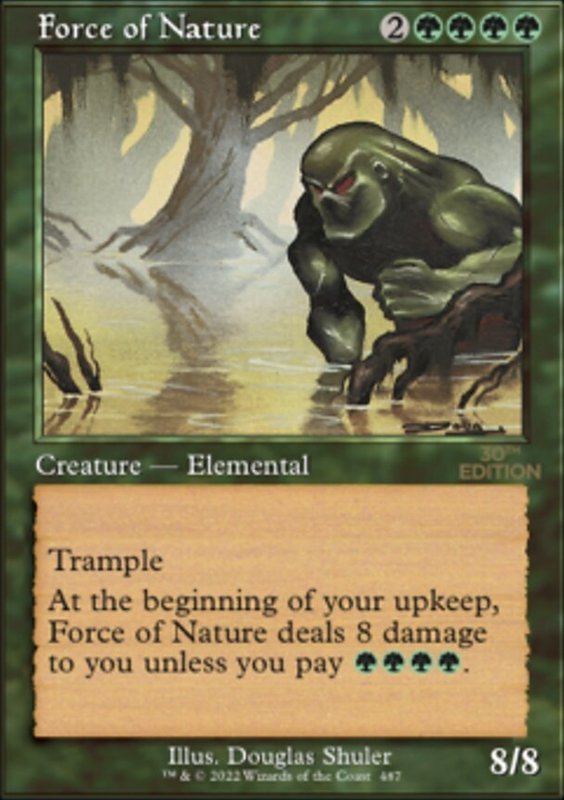 Force of Nature 2
Creature — Elemental
30TH
EDITION
Trample
At the beginning of your upkeep,
Force of Nature deals 8 damage
to you unless you pay .
Illus. Douglas Shuler
™ & © 2022 Wizards of the Coast 487
8/8